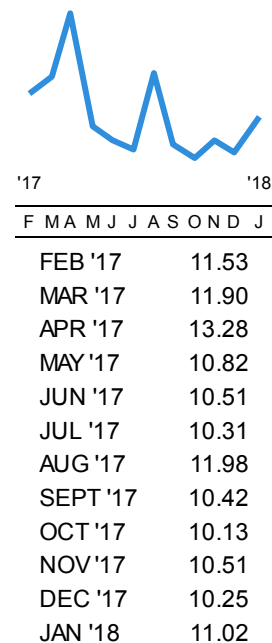 '17 '18
F M A M J J A S O N D J
FEB '17 11.53
MAR '17 11.90
APR '17 13.28
MAY '17 10.82
JUN '17 10.51
JUL '17 10.31
AUG '17 11.98
SEPT '17 10.42
OCT '17 10.13
NOV '17 10.51
DEC '17 10.25
JAN '18 11.02